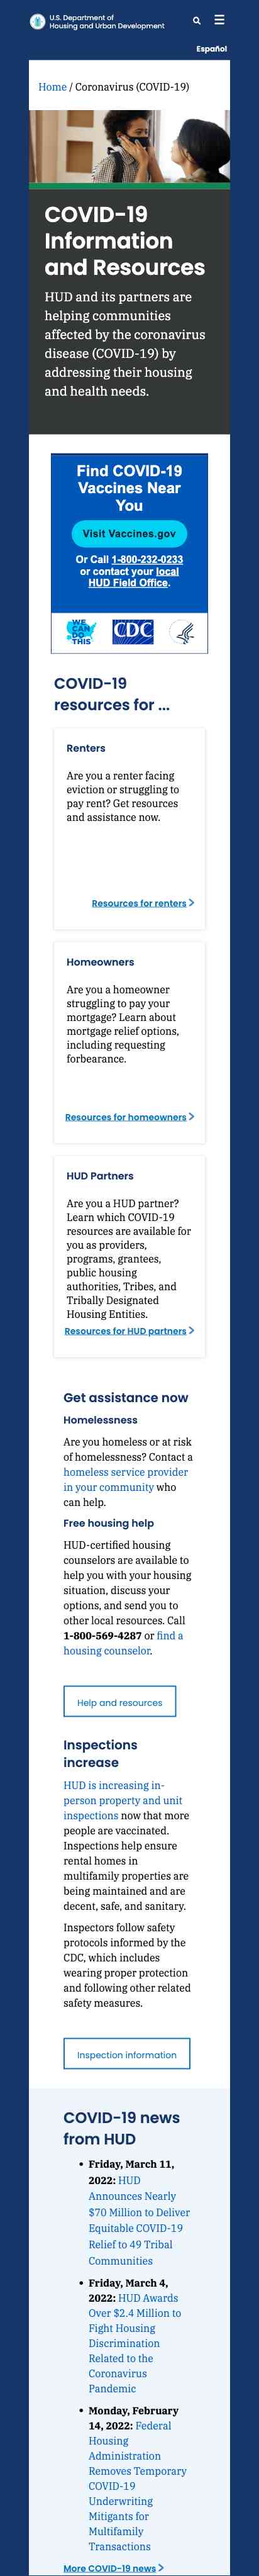 U.S. Department of
Housing and Urban Development
Español
Home / Coronavirus (COVID-19)
COVID-19
Information
and Resources
HUD and its partners are
helping communities
affected by the coronavirus
disease (COVID-19) by
addressing their housing
and health needs.
Find COVID-19
Vaccines Near
You
Visit Vaccines.gov
Or Call 1-800-232-0233
or contact your local
HUD Field Office.
WE
CAN
DO
THIS
CDC
COVID-19
resources for ...
Renters
Are you a renter facing
eviction or struggling to
pay rent? Get resources
and assistance now.
Resources for renters
Homeowners
Are you a homeowner
struggling to pay your
mortgage? Learn about
mortgage relief options,
including requesting
forbearance.
Resources for homeowners
HUD Partners
Are you a HUD partner?
Learn which COVID-19
resources are available for
you as providers,
programs, grantees,
public housing
authorities, Tribes, and
Tribally Designated
Housing Entities.
Resources for HUD partners
Get assistance now
Homelessness
Are you homeless or at risk
of homelessness? Contact a
homeless service provider
in your community who
can help.
Free housing help
HUD-certified housing
counselors are available to
help you with your housing
situation, discuss your
options, and send you to
other local resources. Call
1-800-569-4287 or find a
housing counselor.
Help and resources
Inspections
increase
HUD is increasing in-
person property and unit
inspections now that more
people are vaccinated.
Inspections help ensure
rental homes in
multifamily properties are
being maintained and are
decent, safe, and sanitary.
Inspectors follow safety
protocols informed by the
CDC, which includes
wearing proper protection
and following other related
safety measures.
Inspection information
COVID-19 news
from HUD
• Friday, March 11,
2022: HUD
Announces Nearly
$70 Million to Deliver
Equitable COVID-19
Relief to 49 Tribal
Communities
• Friday, March 4,
2022: HUD Awards
Over $2.4 Million to
Fight Housing
Discrimination
Related to the
Coronavirus
Pandemic
• Monday, February
14, 2022: Federal
Housing
Administration
Removes Temporary
COVID-19
Underwriting
Mitigants for
Multifamily
Transactions
More COVID-19 news